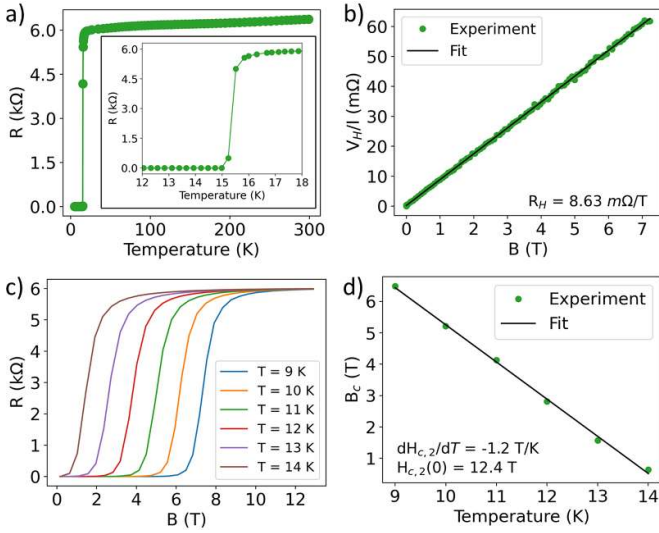 a)
6.0
4.5
3.0
1.5
0.0
R (kΩ)
0
100
200
300
Temperature (K)
6.0
4.5
3.0
1.5
0.0
R (kΩ)
12
13
14
15
16
17
18
Temperature (K)
b)
60
50
40
30
20
10
0
V_H/I (mΩ)
Experiment
Fit
R_H = 8.63 mΩ/T
0
1
2
3
4
5
6
7
B (T)
c)
6
5
4
3
2
1
0
R (kΩ)
T = 9 K
T = 10 K
T = 11 K
T = 12 K
T = 13 K
T = 14 K
0
2
4
6
8
10
12
B (T)
d)
6
5
4
3
2
1
B_c (T)
Experiment
Fit
dH_{c,2}/dT = -1.2 T/K
H_{c,2}(0) = 12.4 T
9
10
11
12
13
14
Temperature (K)